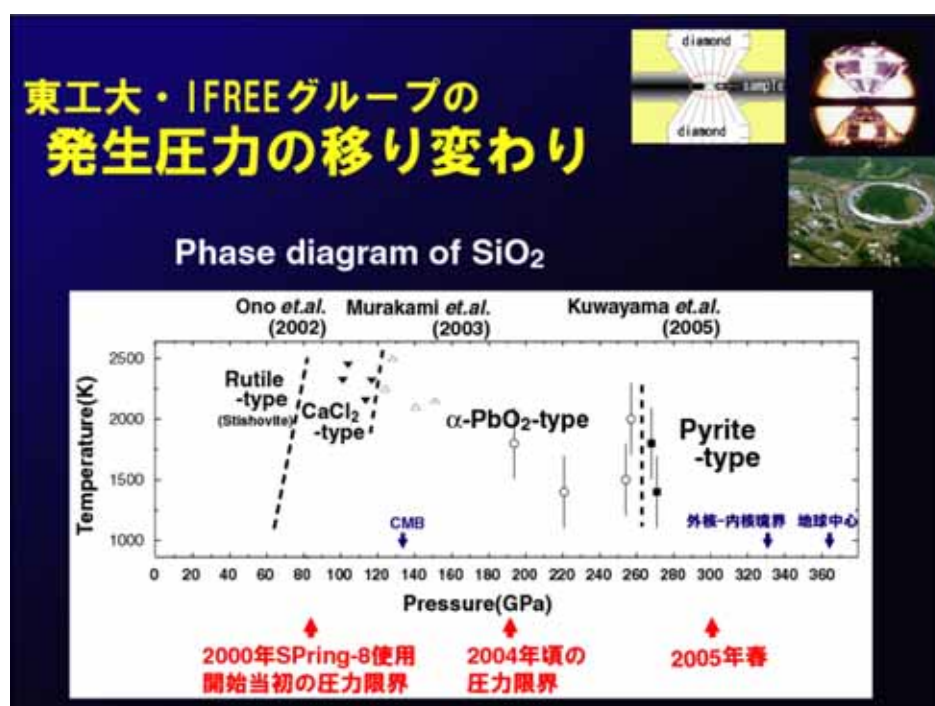 diamond
sample
diamond
東工大・IFREEグループの
発生圧力の移り変わり
Phase diagram of SiO2
Ono et.al.
(2002)
Murakami et.al.
(2003)
Kuwayama et.al.
(2005)
Temperature(K)
2500
2000
1500
1000
Rutile
-type
(Stishovite)
CaCl2
-type
α-PbO2-type
Pyrite
-type
CMB
外核-内核境界
地球中心
0 20 40 60 80 100 120 140 160 180 200 220 240 260 280 300 320 340 360
Pressure(GPa)
2000年SPring-8使用
開始当初の圧力限界
2004年頃の
圧力限界
2005年春